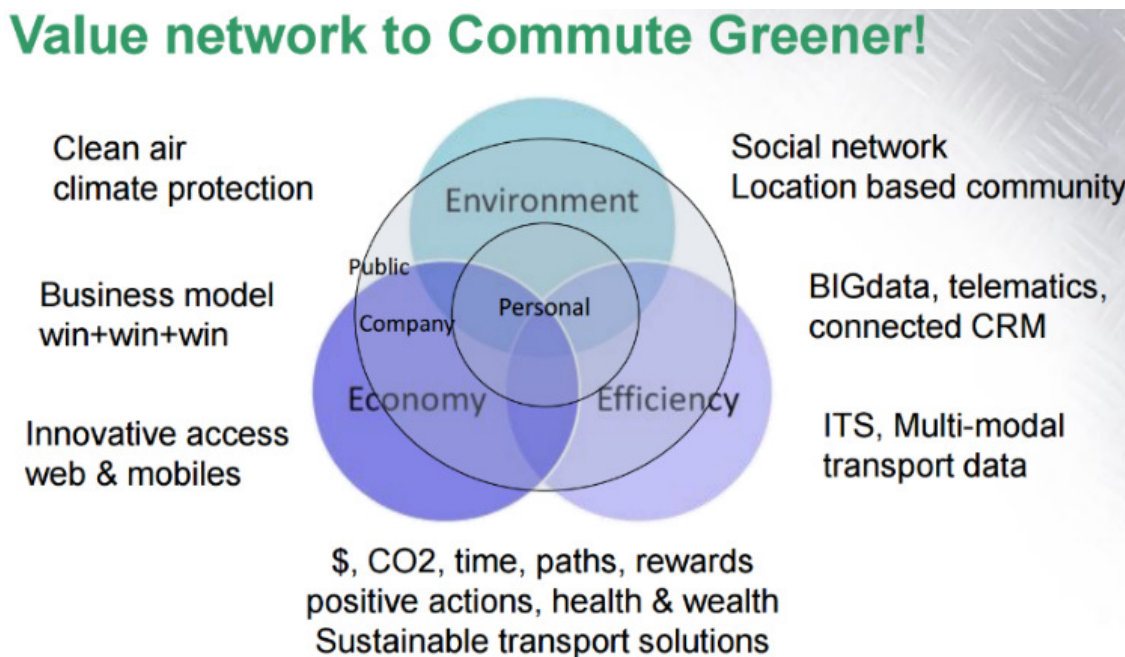 Value network to Commute Greener!
Clean air
climate protection
Social network
Location based community
Environment
Public
Personal
Company
Business model
win+win+win
BIGdata, telematics,
connected CRM
Economy
Efficiency
Innovative access
web & mobiles
ITS, Multi-modal
transport data
$, CO2, time, paths, rewards
positive actions, health & wealth
Sustainable transport solutions